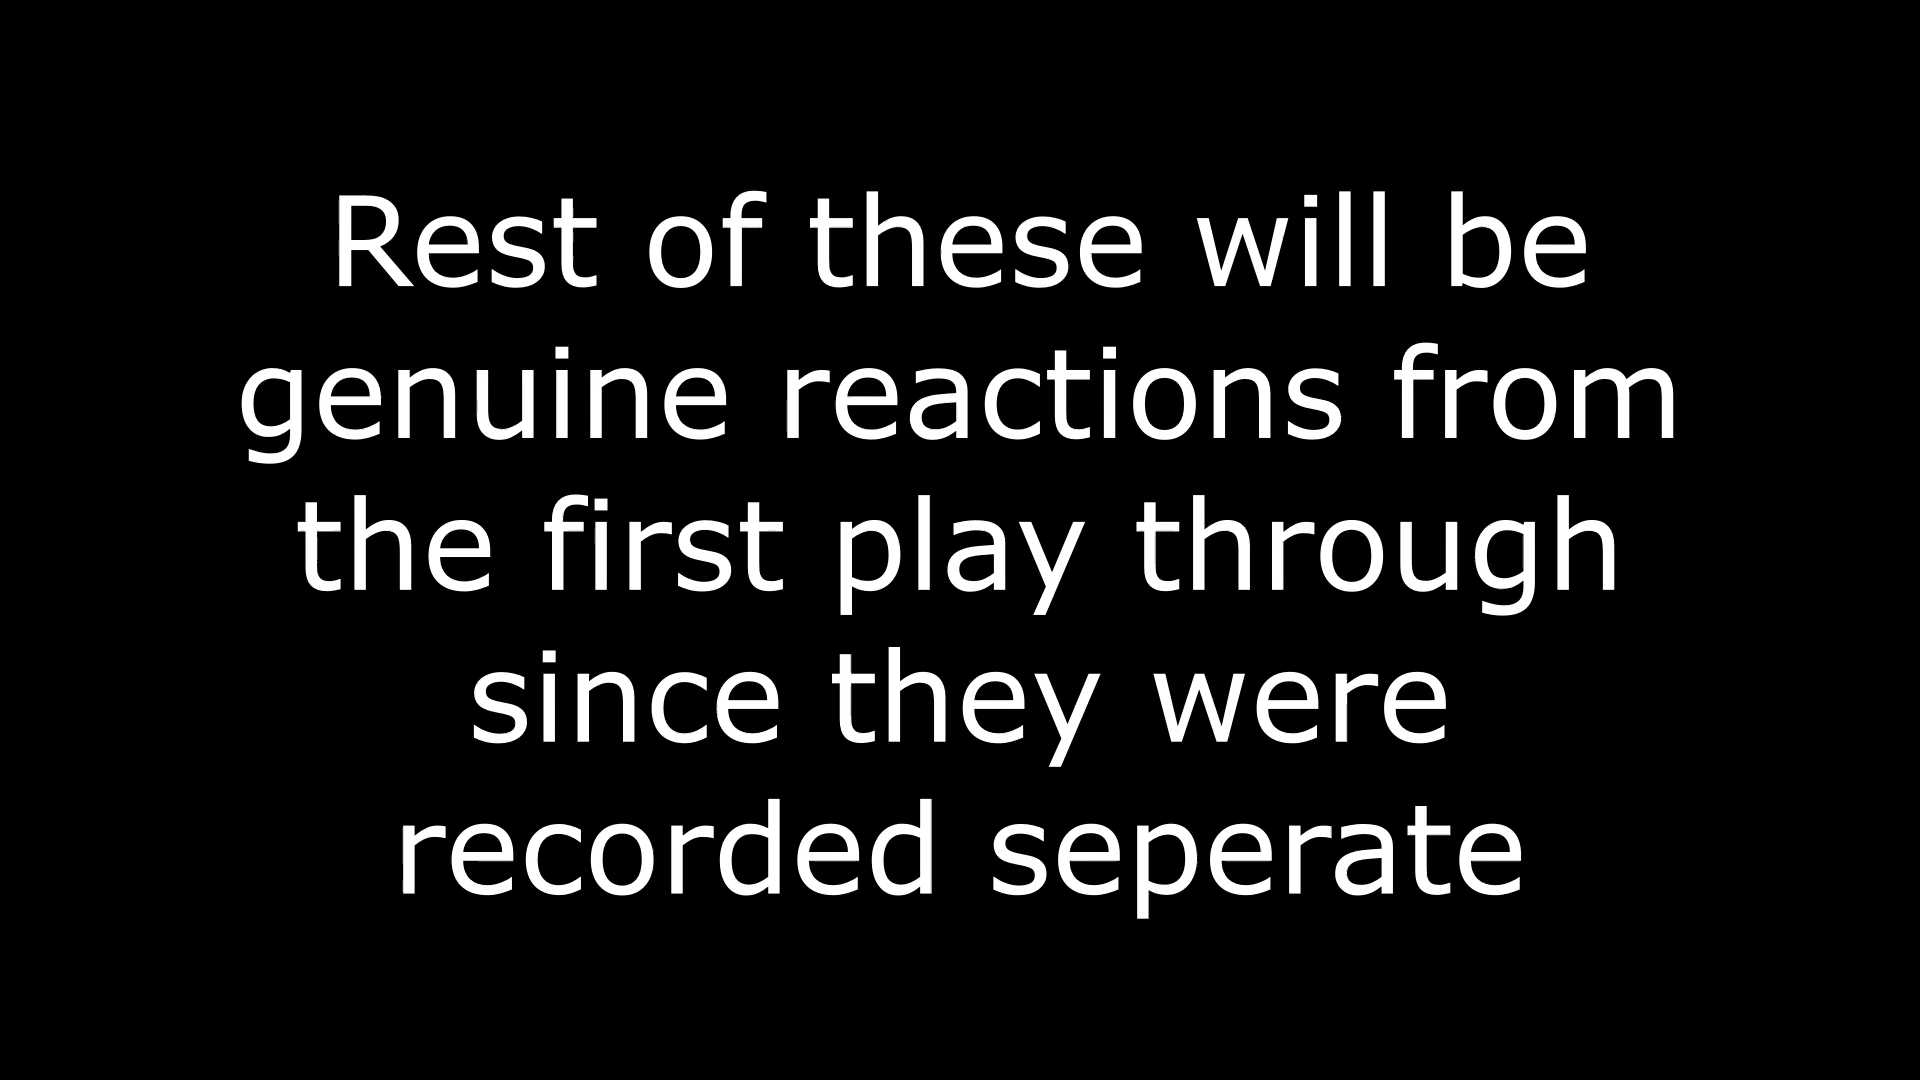 Rest of these will be
genuine reactions from
the first play through
since they were
recorded seperate